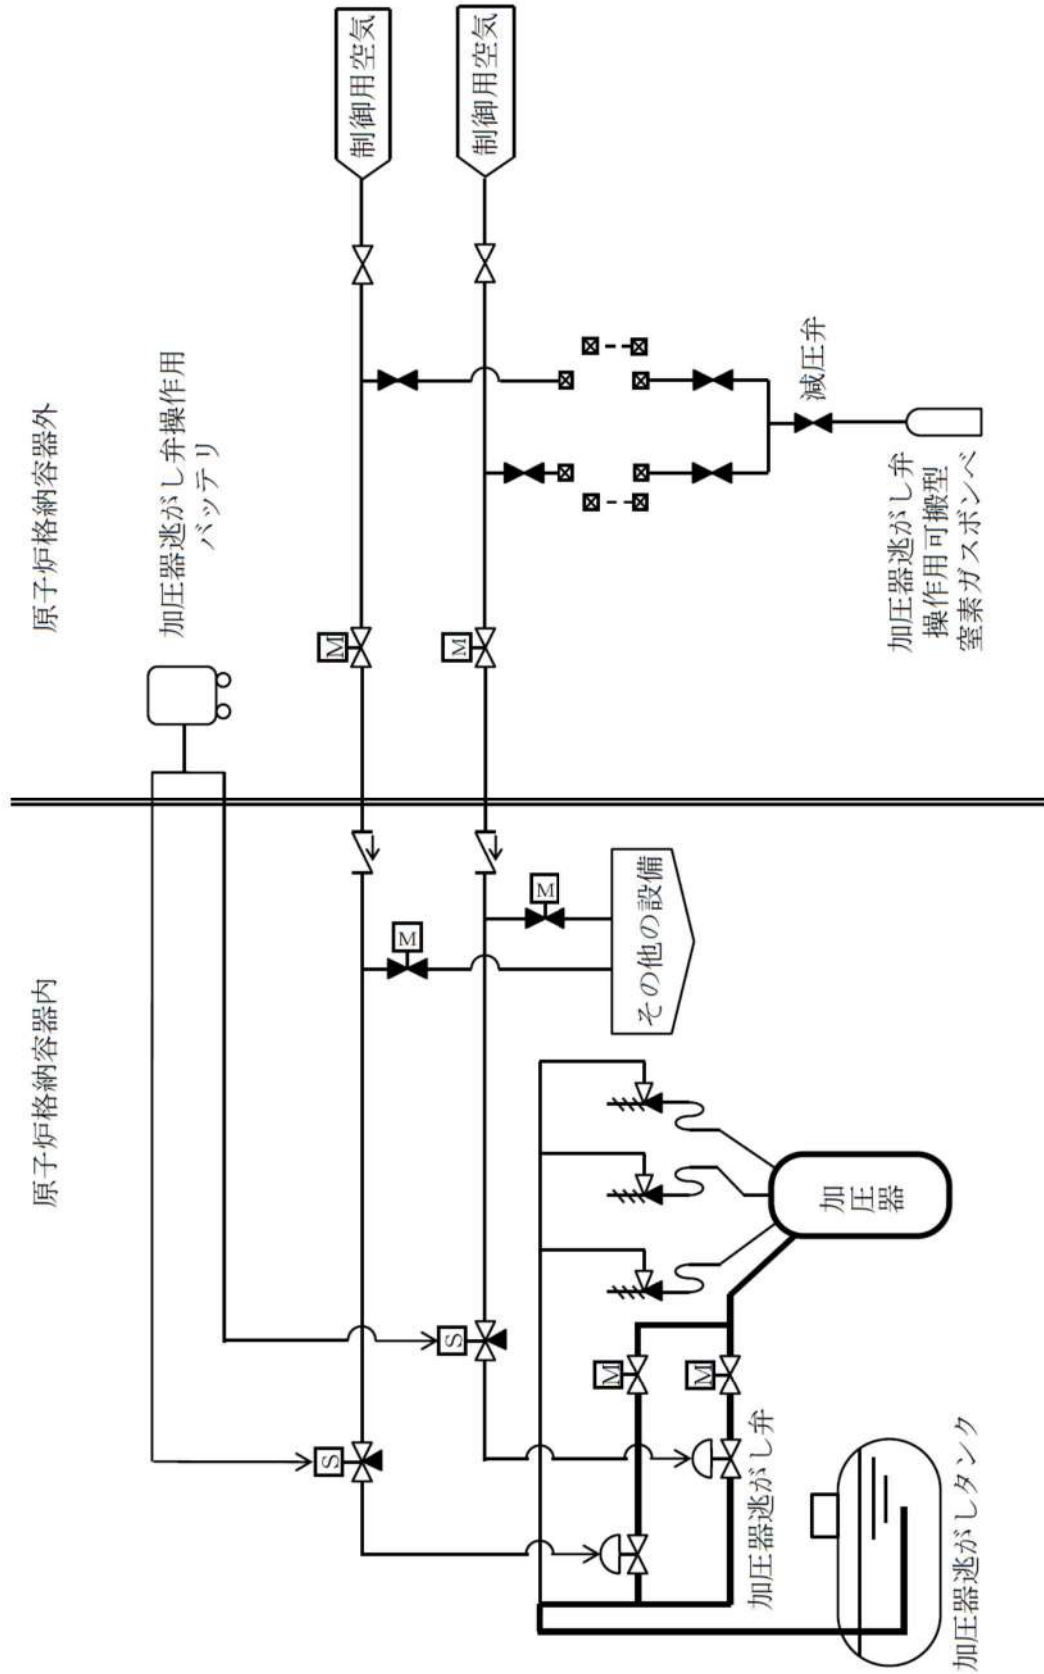 原子炉格納容器内
原子炉格納容器外
加圧器逃がし弁操作用
バッテリ
制御用空気
制御用空気
M
M
M
M
S
S
その他の設備
M
M
減圧弁
加圧器逃がし弁
操作用可搬型
窒素ガスボンベ
加圧器
加圧器逃がし弁
加圧器逃がしタンク